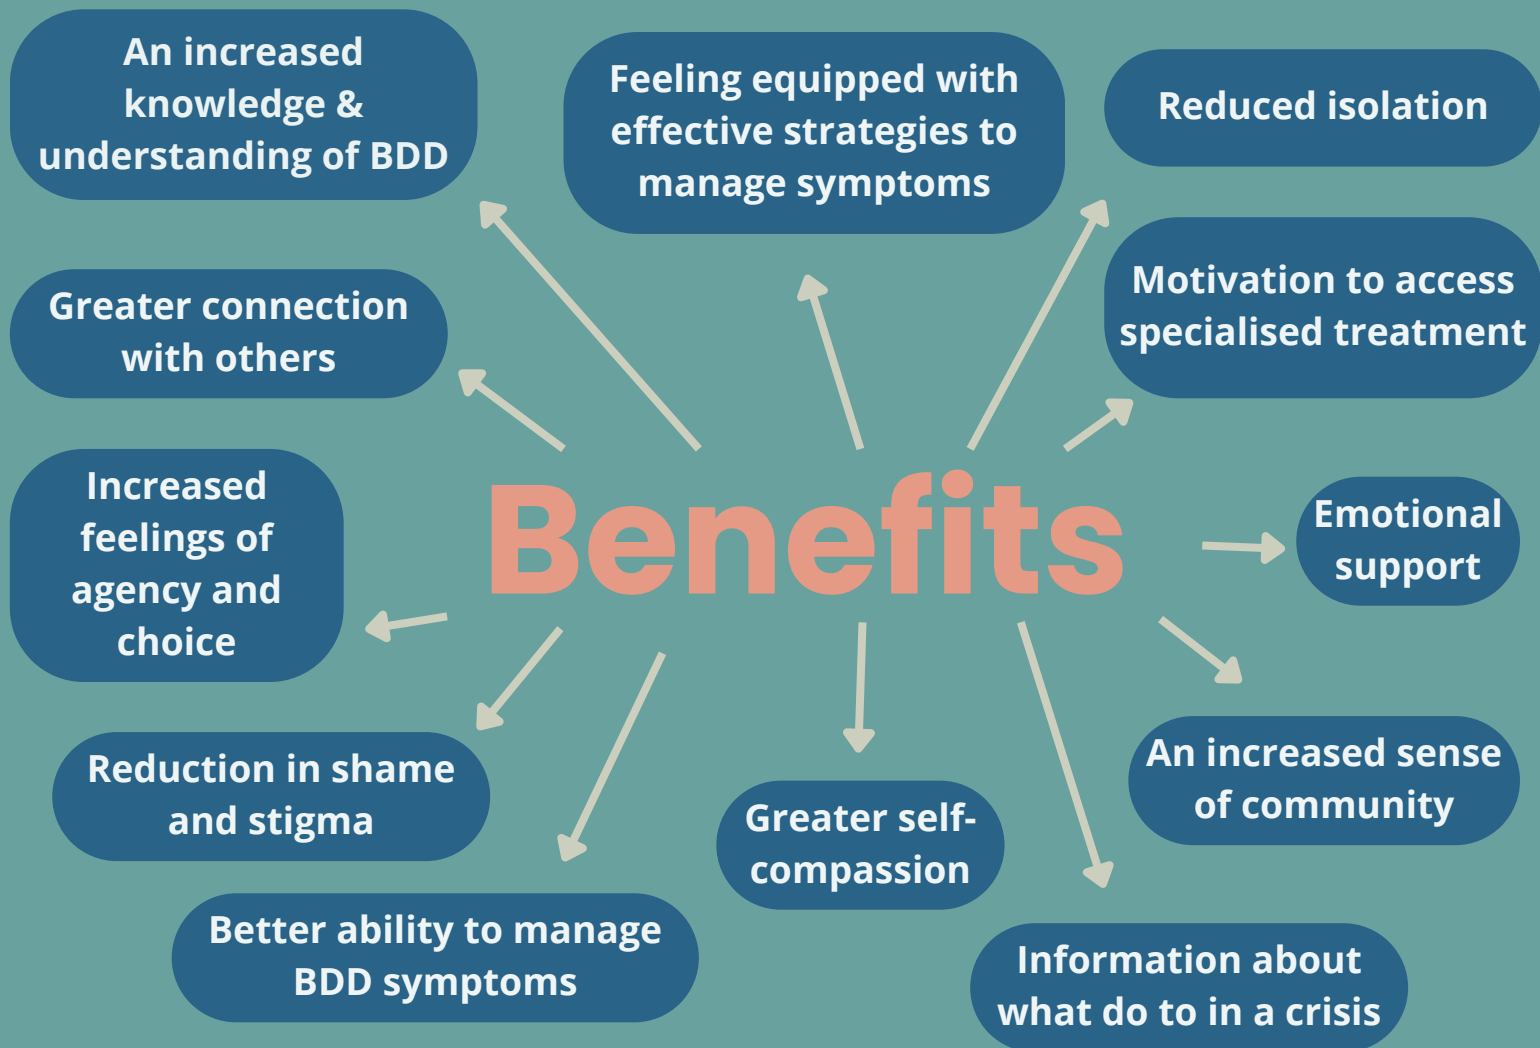 An increased
knowledge &
understanding of BDD
Feeling equipped with
effective strategies to
manage symptoms
Reduced isolation
Motivation to access
specialised treatment
Greater connection
with others
Increased
feelings of
agency and
choice
Benefits
Emotional
support
Reduction in shame
and stigma
An increased sense
of community
Greater self-
compassion
Better ability to manage
BDD symptoms
Information about
what do to in a crisis